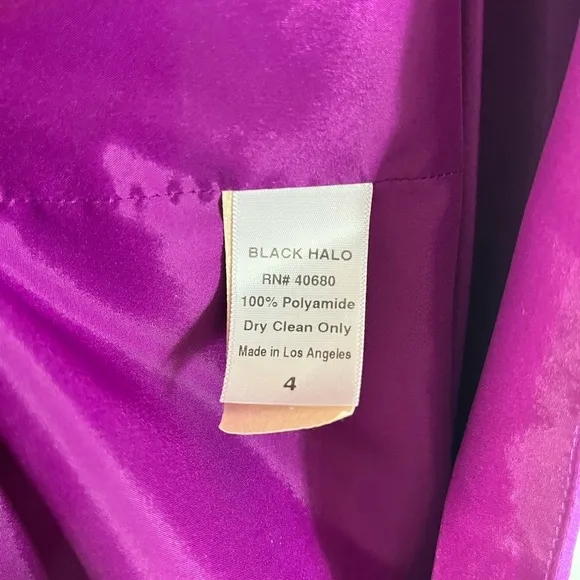 BLACK HALO
RN# 40680
100% Polyamide
Dry Clean Only
Made in Los Angeles
4